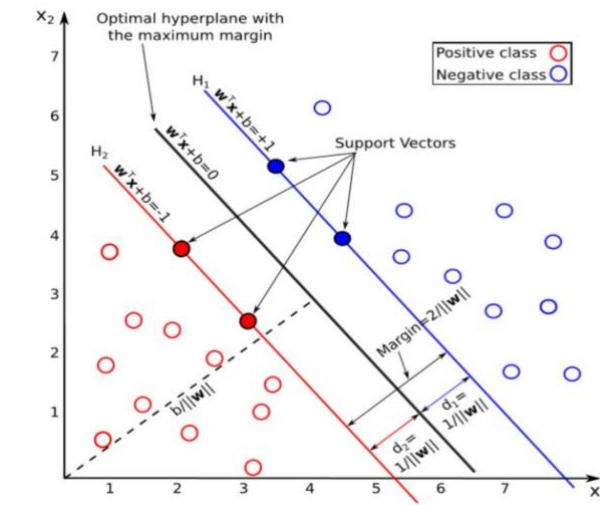 x₂
Optimal hyperplane with
the maximum margin
Positive class
Negative class
H₁
wᵀx+b=+1
wᵀx+b=0
Support Vectors
H₂
wᵀx+b=-1
Margin=2/||w||
b/||w||
d₁=
1/||w||
d₂=
1/||w||
7
6
5
4
3
2
1
1 2 3 4 5 6 7
x